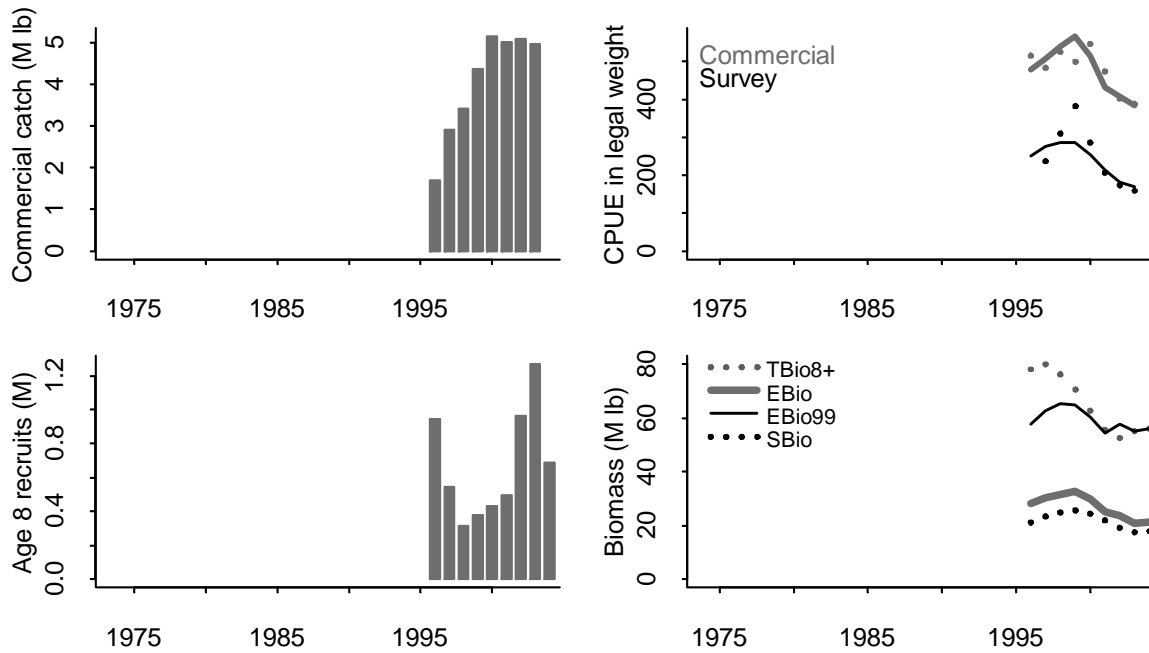 Commercial catch (M lb)
0 1 2 3 4 5
1975 1985 1995
CPUE in legal weight
0 200 400
Commercial
Survey
1975 1985 1995
Age 8 recruits (M)
0.0 0.4 0.8 1.2
1975 1985 1995
Biomass (M lb)
0 20 40 60 80
TBio8+
EBio
EBio99
SBio
1975 1985 1995